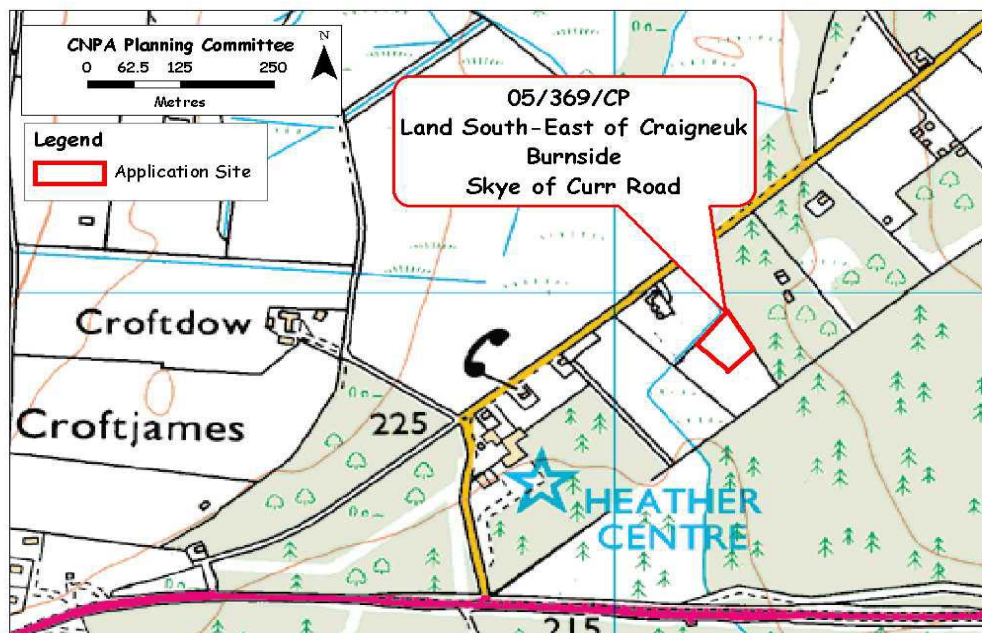 CNPA Planning Committee
N
0 62.5 125 250
Metres
Legend
Application Site
05/369/CP
Land South-East of Craigneuk
Burnside
Skye of Curr Road
Croftdow
Croftjames
225
HEATHER
CENTRE
215